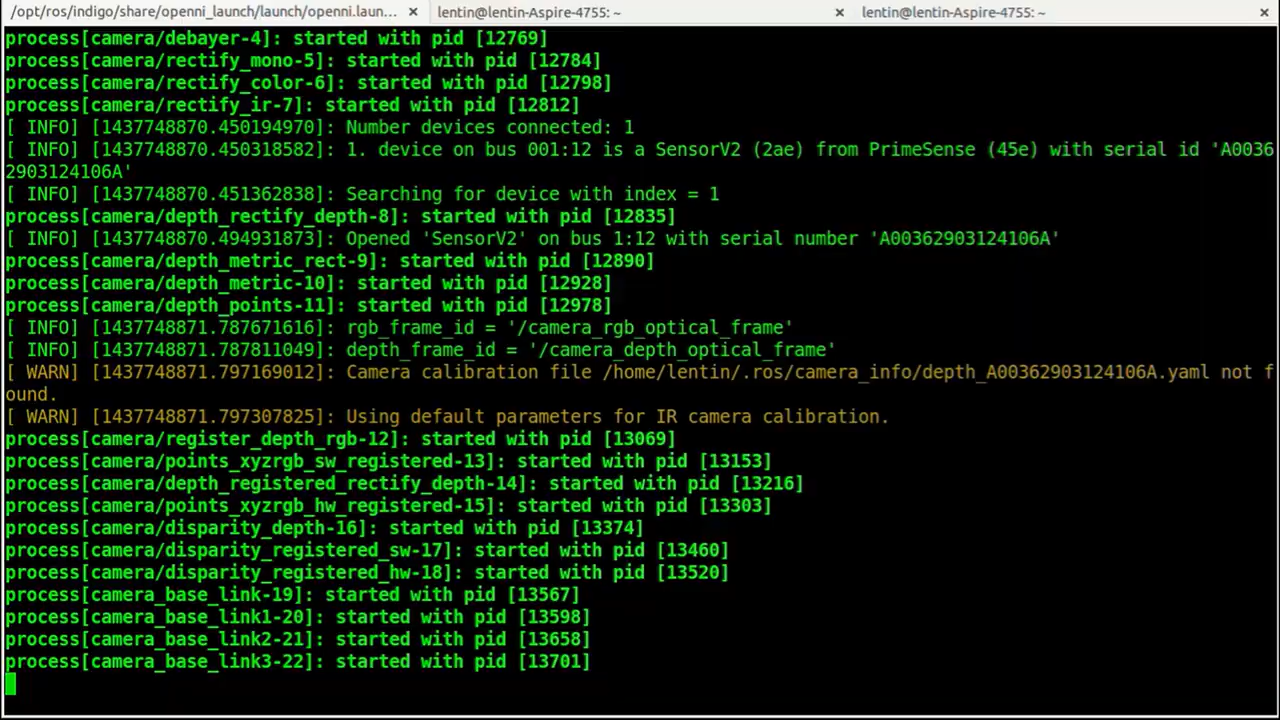 /opt/ros/indigo/share/openni_launch/launch/openni.laun... × lentin@lentin-Aspire-4755: ~ × lentin@lentin-Aspire-4755: ~ ×
process[camera/debayer-4]: started with pid [12769]
process[camera/rectify_mono-5]: started with pid [12784]
process[camera/rectify_color-6]: started with pid [12798]
process[camera/rectify_ir-7]: started with pid [12812]
[ INFO] [1437748870.450194970]: Number devices connected: 1
[ INFO] [1437748870.450318582]: 1. device on bus 001:12 is a SensorV2 (2ae) from PrimeSense (45e) with serial id 'A0036
2903124106A'
[ INFO] [1437748870.451362838]: Searching for device with index = 1
process[camera/depth_rectify_depth-8]: started with pid [12835]
[ INFO] [1437748870.494931873]: Opened 'SensorV2' on bus 1:12 with serial number 'A00362903124106A'
process[camera/depth_metric_rect-9]: started with pid [12890]
process[camera/depth_metric-10]: started with pid [12928]
process[camera/depth_points-11]: started with pid [12978]
[ INFO] [1437748871.787671616]: rgb_frame_id = '/camera_rgb_optical_frame'
[ INFO] [1437748871.787811049]: depth_frame_id = '/camera_depth_optical_frame'
[ WARN] [1437748871.797169012]: Camera calibration file /home/lentin/.ros/camera_info/depth_A00362903124106A.yaml not f
ound.
[ WARN] [1437748871.797307825]: Using default parameters for IR camera calibration.
process[camera/register_depth_rgb-12]: started with pid [13069]
process[camera/points_xyzrgb_sw_registered-13]: started with pid [13153]
process[camera/depth_registered_rectify_depth-14]: started with pid [13216]
process[camera/points_xyzrgb_hw_registered-15]: started with pid [13303]
process[camera/disparity_depth-16]: started with pid [13374]
process[camera/disparity_registered_sw-17]: started with pid [13460]
process[camera/disparity_registered_hw-18]: started with pid [13520]
process[camera_base_link-19]: started with pid [13567]
process[camera_base_link1-20]: started with pid [13598]
process[camera_base_link2-21]: started with pid [13658]
process[camera_base_link3-22]: started with pid [13701]